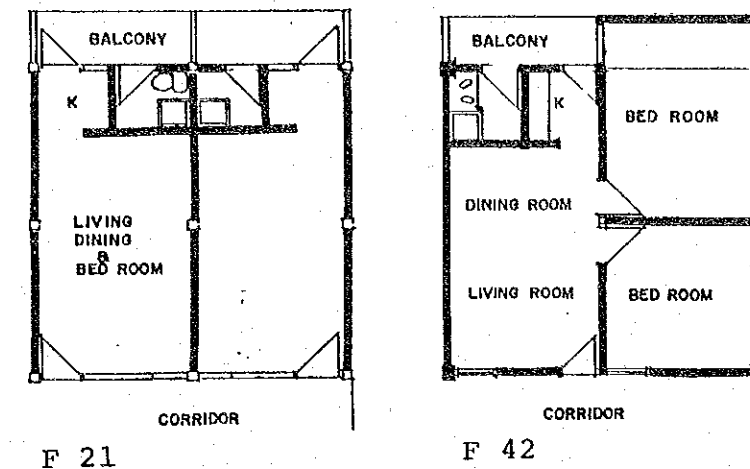 BALCONY
K
LIVING
DINING
&
BED ROOM
CORRIDOR
F 21
BALCONY
K
BED ROOM
DINING ROOM
LIVING ROOM
BED ROOM
CORRIDOR
F 42